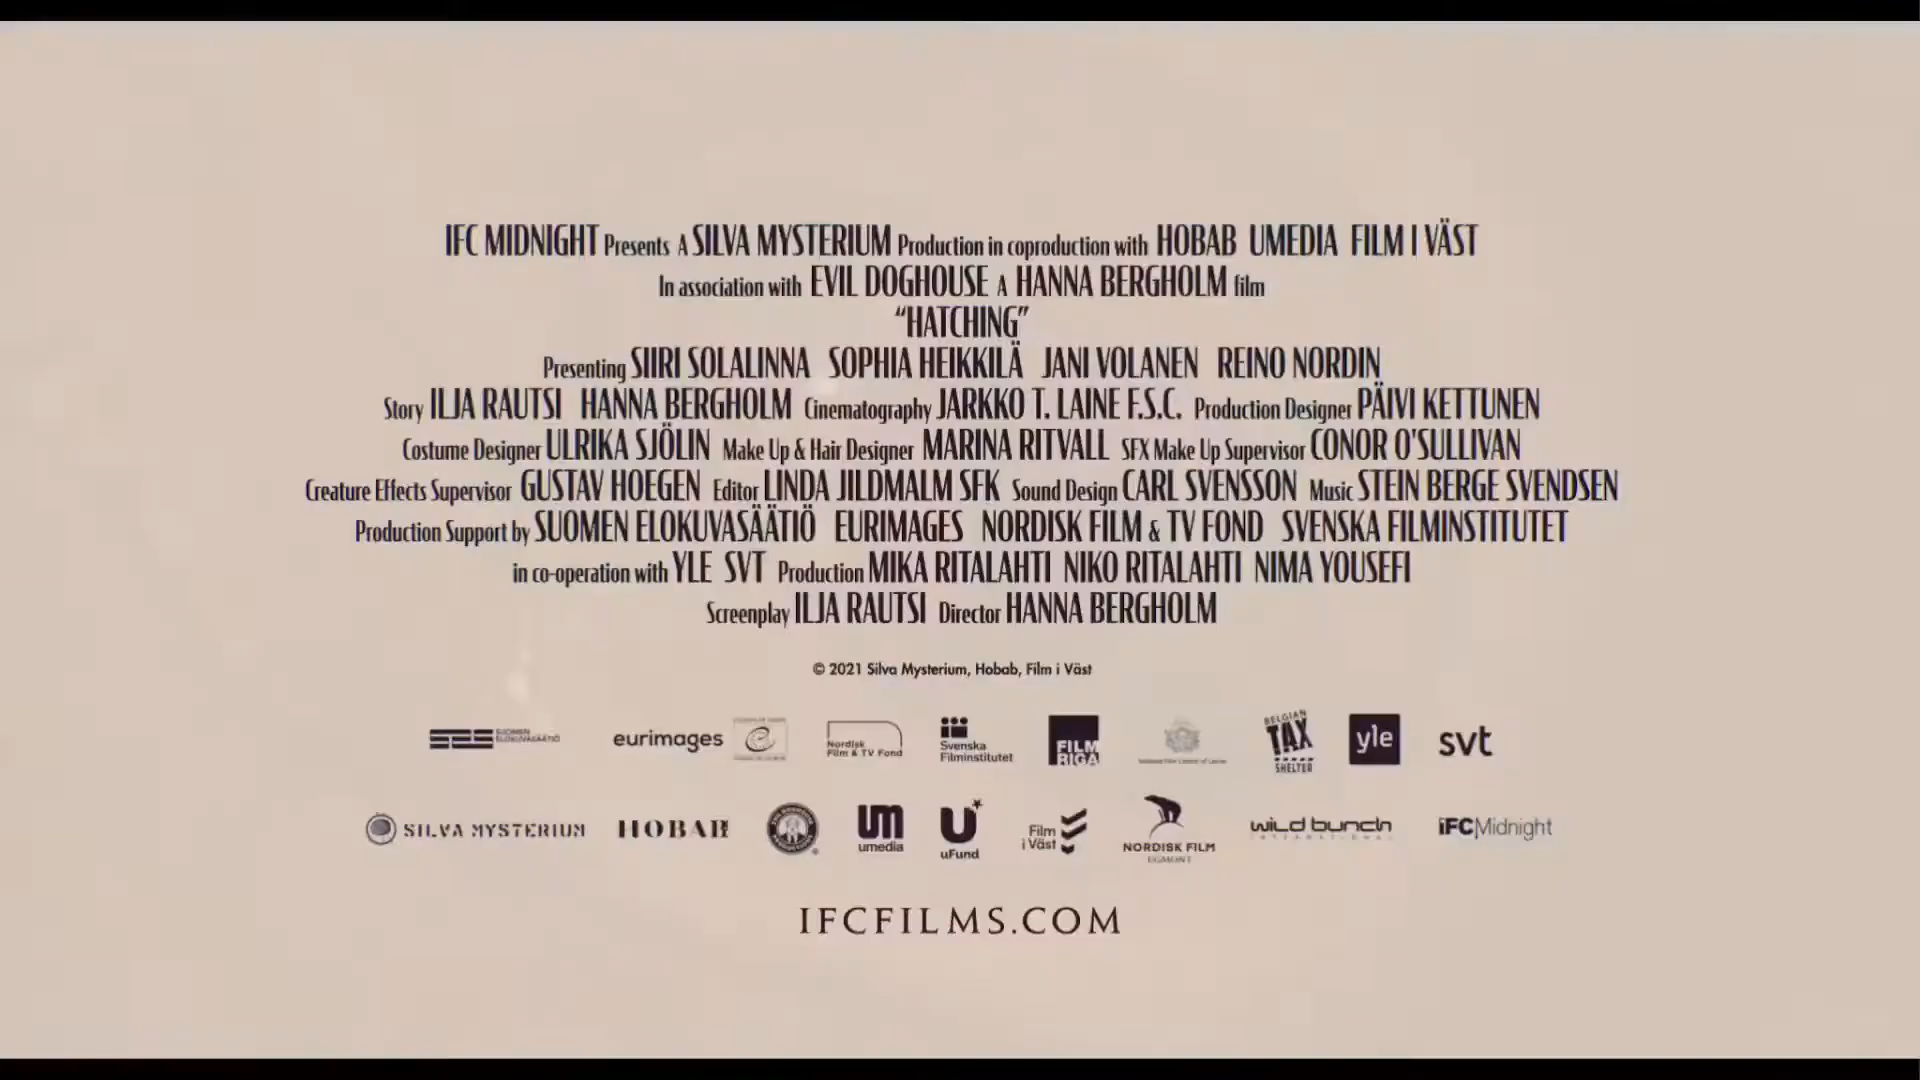 IFC MIDNIGHT Presents A SILVA MYSTERIUM Production in coproduction with HOBAB UMEDIA FILM I VÄST
In association with EVIL DOGHOUSE A HANNA BERGHOLM film
“HATCHING”
Presenting SIIRI SOLALINNA SOPHIA HEIKKILÄ JANI VOLANEN REINO NORDIN
Story ILJA RAUTSI HANNA BERGHOLM Cinematography JARKKO T. LAINE F.S.C. Production Designer PÄIVI KETTUNEN
Costume Designer ULRIKA SJÖLIN Make Up & Hair Designer MARINA RITVALL SFX Make Up Supervisor CONOR O'SULLIVAN
Creature Effects Supervisor GUSTAV HOEGEN Editor LINDA JILDMALM SFK Sound Design CARL SVENSSON Music STEIN BERGE SVENDSEN
Production Support by SUOMEN ELOKUVASÄÄTIÖ EURIMAGES NORDISK FILM & TV FOND SVENSKA FILMINSTITUTET
in co-operation with YLE SVT Production MIKA RITALAHTI NIKO RITALAHTI NIMA YOUSEFI
Screenplay ILJA RAUTSI Director HANNA BERGHOLM
© 2021 Silva Mysterium, Hobab, Film i Väst
SUOMEN
ELOKUVASÄÄTIÖ
eurimages
Nordisk
Film & TV Fond
Svenska
Filminstitutet
FILM
RIGA
BELGIAN
TAX
SHELTER
yle
svt
SILVA MYSTERIUM
HOBAB
um
umedia
U
uFund
Film
i Väst
NORDISK FILM
EGMONT
wild bunch
INTERNATIONAL
IFC Midnight
IFCFILMS.COM